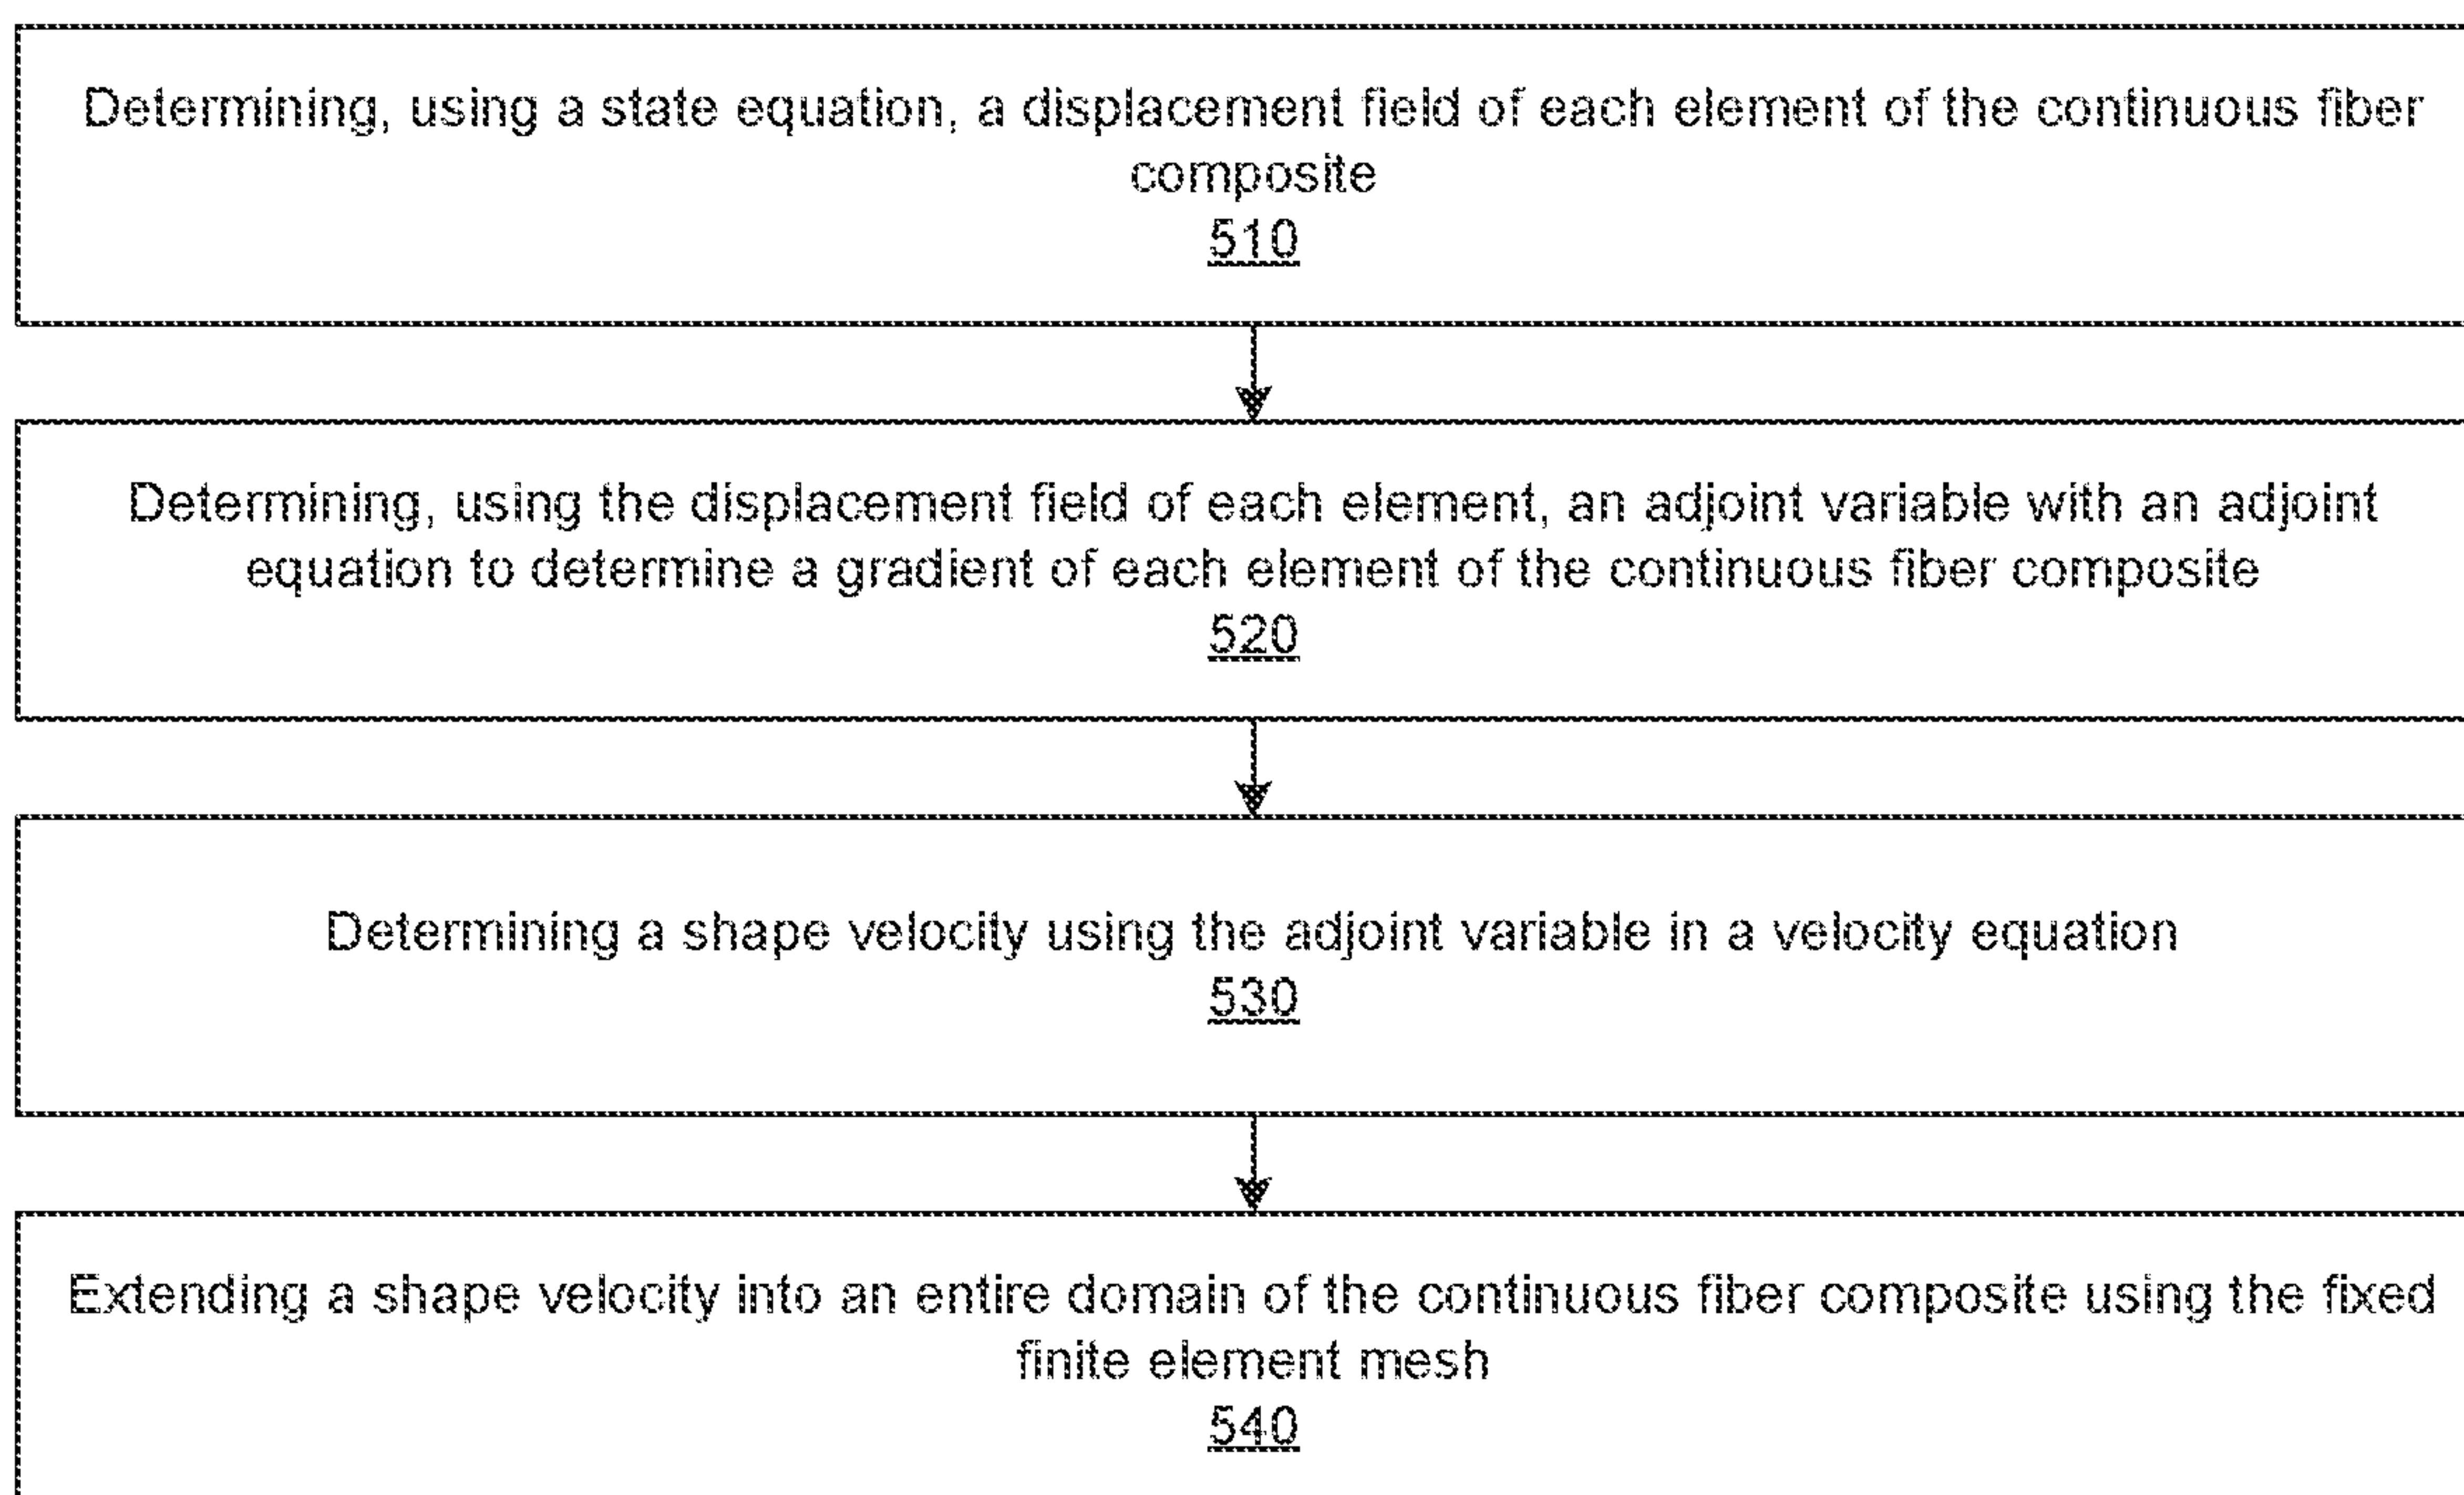 Determining, using a state equation, a displacement field of each element of the continuous fiber
composite
510
Determining, using the displacement field of each element, an adjoint variable with an adjoint
equation to determine a gradient of each element of the continuous fiber composite
520
Determining a shape velocity using the adjoint variable in a velocity equation
530
Extending a shape velocity into an entire domain of the continuous fiber composite using the fixed
finite element mesh
540